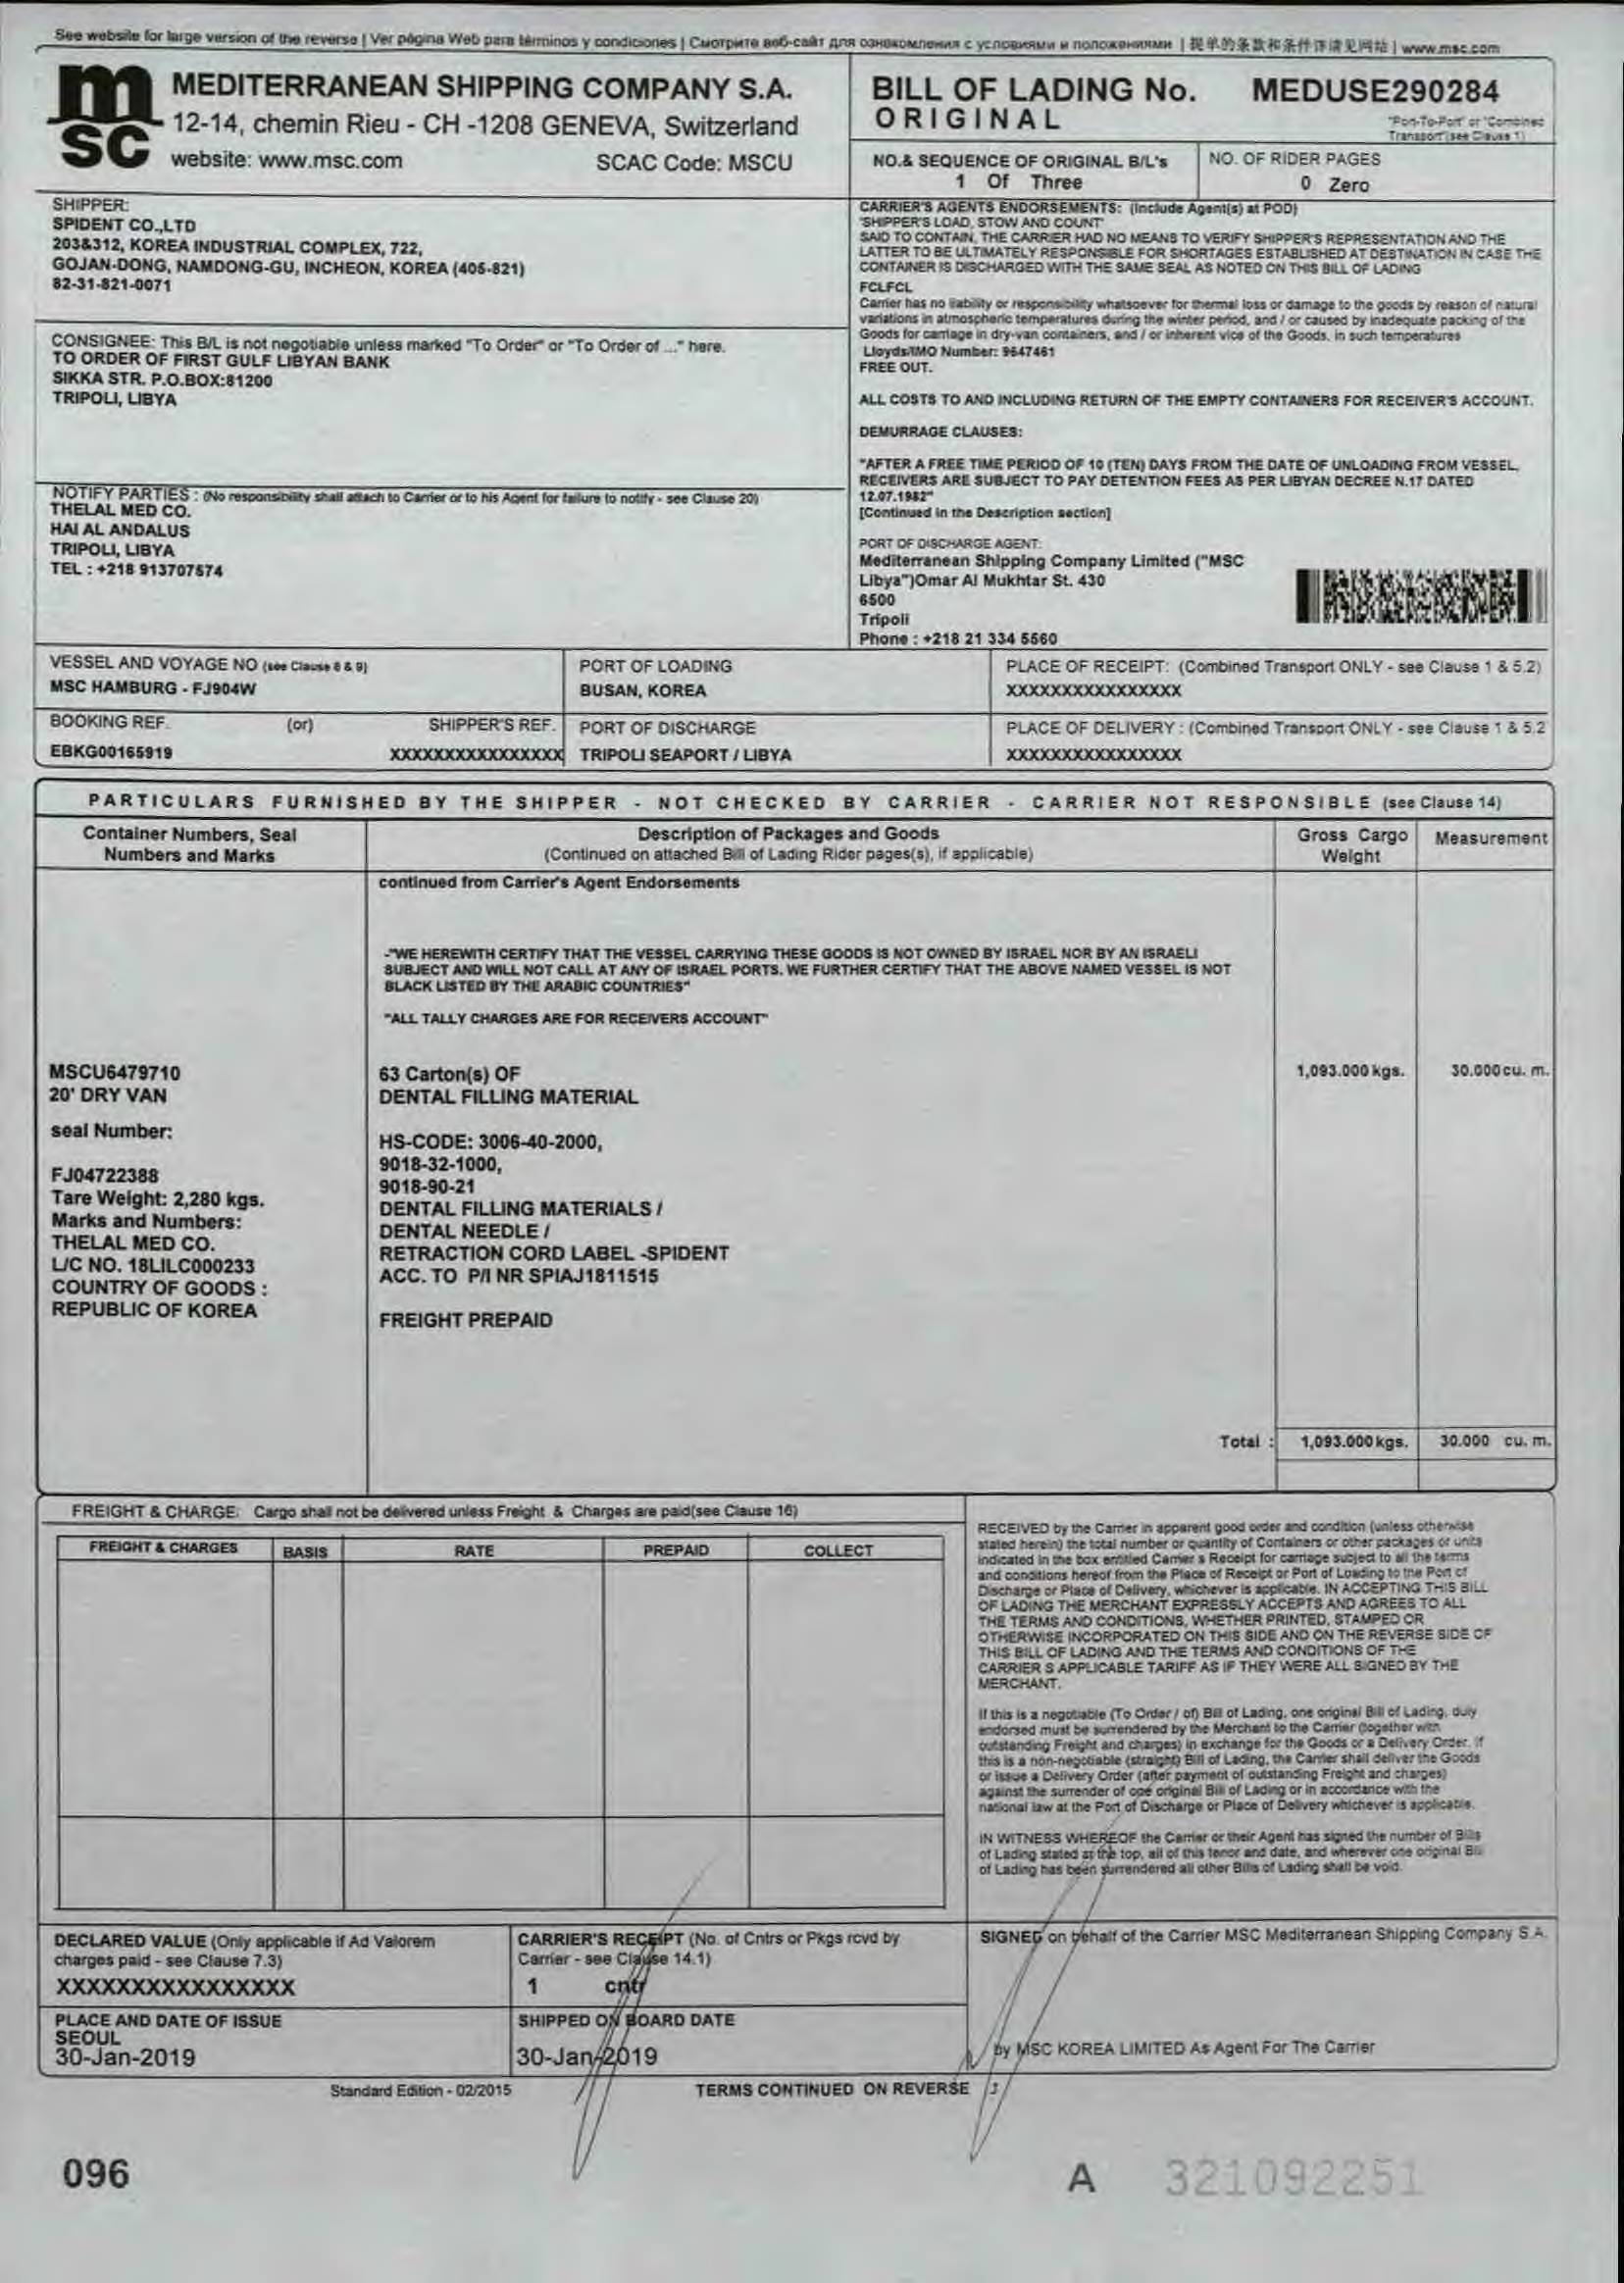 See website for large version of the reverse | Ver página Web para términos y condiciones | Смотрите веб-сайт для ознакомления с условиями и положениями | 提单的条款和条件详请见网站 | www.msc.com
msc
MEDITERRANEAN SHIPPING COMPANY S.A.
12-14, chemin Rieu - CH -1208 GENEVA, Switzerland
website: www.msc.com SCAC Code: MSCU
BILL OF LADING No. MEDUSE290284
ORIGINAL
"Port-To-Port" or "Combined
Transport" (see Clause 1)
NO.& SEQUENCE OF ORIGINAL B/L's
1 Of Three
NO. OF RIDER PAGES
0 Zero
SHIPPER:
SPIDENT CO.,LTD
203&312, KOREA INDUSTRIAL COMPLEX, 722,
GOJAN-DONG, NAMDONG-GU, INCHEON, KOREA (405-821)
82-31-821-0071
CONSIGNEE: This B/L is not negotiable unless marked "To Order" or "To Order of ..." here.
TO ORDER OF FIRST GULF LIBYAN BANK
SIKKA STR. P.O.BOX:81200
TRIPOLI, LIBYA
NOTIFY PARTIES : (No responsibility shall attach to Carrier or to his Agent for failure to notify - see Clause 20)
THELAL MED CO.
HAI AL ANDALUS
TRIPOLI, LIBYA
TEL : +218 913707574
CARRIER'S AGENTS ENDORSEMENTS: (Include Agent(s) at POD)
'SHIPPER'S LOAD, STOW AND COUNT'
SAID TO CONTAIN, THE CARRIER HAD NO MEANS TO VERIFY SHIPPER'S REPRESENTATION AND THE
LATTER TO BE ULTIMATELY RESPONSIBLE FOR SHORTAGES ESTABLISHED AT DESTINATION IN CASE THE
CONTAINER IS DISCHARGED WITH THE SAME SEAL AS NOTED ON THIS BILL OF LADING
FCLFCL
Carrier has no liability or responsibility whatsoever for thermal loss or damage to the goods by reason of natural
variations in atmospheric temperatures during the winter period, and / or caused by inadequate packing of the
Goods for carriage in dry-van containers, and / or inherent vice of the Goods, in such temperatures
Lloyds/IMO Number: 9647461
FREE OUT.
ALL COSTS TO AND INCLUDING RETURN OF THE EMPTY CONTAINERS FOR RECEIVER'S ACCOUNT.
DEMURRAGE CLAUSES:
"AFTER A FREE TIME PERIOD OF 10 (TEN) DAYS FROM THE DATE OF UNLOADING FROM VESSEL,
RECEIVERS ARE SUBJECT TO PAY DETENTION FEES AS PER LIBYAN DECREE N.17 DATED
12.07.1982"
[Continued in the Description section]
PORT OF DISCHARGE AGENT:
Mediterranean Shipping Company Limited ("MSC
Libya")Omar Al Mukhtar St. 430
6500
Tripoli
Phone : +218 21 334 5560
VESSEL AND VOYAGE NO (see Clause 8 & 9)
MSC HAMBURG - FJ904W
PORT OF LOADING
BUSAN, KOREA
PLACE OF RECEIPT: (Combined Transport ONLY - see Clause 1 & 5.2)
XXXXXXXXXXXXXXXX
BOOKING REF. (or) SHIPPER'S REF.
EBKG00165919 XXXXXXXXXXXXXXXX
PORT OF DISCHARGE
TRIPOLI SEAPORT / LIBYA
PLACE OF DELIVERY : (Combined Transport ONLY - see Clause 1 & 5.2
XXXXXXXXXXXXXXXX
PARTICULARS FURNISHED BY THE SHIPPER - NOT CHECKED BY CARRIER - CARRIER NOT RESPONSIBLE (see Clause 14)
Container Numbers, Seal
Numbers and Marks
Description of Packages and Goods
(Continued on attached Bill of Lading Rider pages(s), if applicable)
Gross Cargo
Weight
Measurement
continued from Carrier's Agent Endorsements
-"WE HEREWITH CERTIFY THAT THE VESSEL CARRYING THESE GOODS IS NOT OWNED BY ISRAEL NOR BY AN ISRAELI
SUBJECT AND WILL NOT CALL AT ANY OF ISRAEL PORTS. WE FURTHER CERTIFY THAT THE ABOVE NAMED VESSEL IS NOT
BLACK LISTED BY THE ARABIC COUNTRIES"
"ALL TALLY CHARGES ARE FOR RECEIVERS ACCOUNT"
MSCU6479710
20' DRY VAN
seal Number:
FJ04722388
Tare Weight: 2,280 kgs.
Marks and Numbers:
THELAL MED CO.
L/C NO. 18LILC000233
COUNTRY OF GOODS :
REPUBLIC OF KOREA
63 Carton(s) OF
DENTAL FILLING MATERIAL
HS-CODE: 3006-40-2000,
9018-32-1000,
9018-90-21
DENTAL FILLING MATERIALS /
DENTAL NEEDLE /
RETRACTION CORD LABEL -SPIDENT
ACC. TO P/I NR SPIAJ1811515
FREIGHT PREPAID
1,093.000 kgs. 30.000 cu. m.
Total : 1,093.000 kgs. 30.000 cu. m.
FREIGHT & CHARGE: Cargo shall not be delivered unless Freight & Charges are paid(see Clause 16)
FREIGHT & CHARGES BASIS RATE PREPAID COLLECT
RECEIVED by the Carrier in apparent good order and condition (unless otherwise
stated herein) the total number or quantity of Containers or other packages or units
indicated in the box entitled Carrier s Receipt for carriage subject to all the terms
and conditions hereof from the Place of Receipt or Port of Loading to the Port of
Discharge or Place of Delivery, whichever is applicable. IN ACCEPTING THIS BILL
OF LADING THE MERCHANT EXPRESSLY ACCEPTS AND AGREES TO ALL
THE TERMS AND CONDITIONS, WHETHER PRINTED, STAMPED OR
OTHERWISE INCORPORATED ON THIS SIDE AND ON THE REVERSE SIDE OF
THIS BILL OF LADING AND THE TERMS AND CONDITIONS OF THE
CARRIER S APPLICABLE TARIFF AS IF THEY WERE ALL SIGNED BY THE
MERCHANT.
If this is a negotiable (To Order / of) Bill of Lading, one original Bill of Lading, duly
endorsed must be surrendered by the Merchant to the Carrier (together with
outstanding Freight and charges) in exchange for the Goods or a Delivery Order. If
this is a non-negotiable (straight) Bill of Lading, the Carrier shall deliver the Goods
or issue a Delivery Order (after payment of outstanding Freight and charges)
against the surrender of one original Bill of Lading or in accordance with the
national law at the Port of Discharge or Place of Delivery whichever is applicable.
IN WITNESS WHEREOF the Carrier or their Agent has signed the number of Bills
of Lading stated at the top, all of this tenor and date, and wherever one original Bill
of Lading has been surrendered all other Bills of Lading shall be void.
DECLARED VALUE (Only applicable if Ad Valorem
charges paid - see Clause 7.3)
XXXXXXXXXXXXXXXX
CARRIER'S RECEIPT (No. of Cntrs or Pkgs rcvd by
Carrier - see Clause 14.1)
1 cntr
SIGNED on behalf of the Carrier MSC Mediterranean Shipping Company S.A.
PLACE AND DATE OF ISSUE
SEOUL
30-Jan-2019
SHIPPED ON BOARD DATE
30-Jan-2019
by MSC KOREA LIMITED As Agent For The Carrier
Standard Edition - 02/2015
TERMS CONTINUED ON REVERSE
096
A 321092251